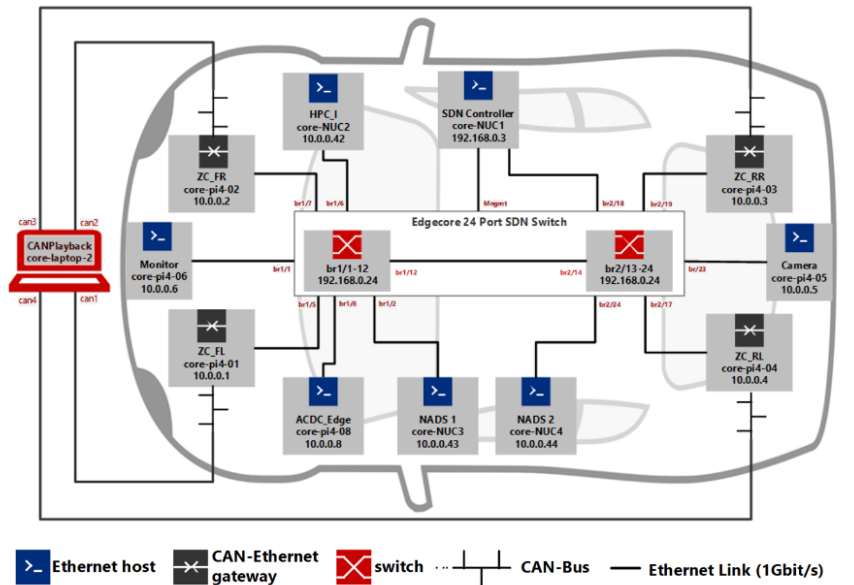 HPC_I
core-NUC2
10.0.0.42
SDN Controller
core-NUC1
192.168.0.3
ZC_FR
core-pi4-02
10.0.0.2
ZC_RR
core-pi4-03
10.0.0.3
br1/7
br1/6
Mngmt
br2/18
br2/19
can3
can2
CANPlayback
core-laptop-2
can4
can1
Edgecore 24 Port SDN Switch
Monitor
core-pi4-06
10.0.0.6
br1/1
br1/1-12
192.168.0.24
br1/12
br2/14
br2/13-24
192.168.0.24
br/23
Camera
core-pi4-05
10.0.0.5
br1/5
br1/8
br1/2
br2/24
br2/17
ZC_FL
core-pi4-01
10.0.0.1
ZC_RL
core-pi4-04
10.0.0.4
ACDC_Edge
core-pi4-08
10.0.0.8
NADS 1
core-NUC3
10.0.0.43
NADS 2
core-NUC4
10.0.0.44
Ethernet host
CAN-Ethernet
gateway
switch
CAN-Bus
Ethernet Link (1Gbit/s)